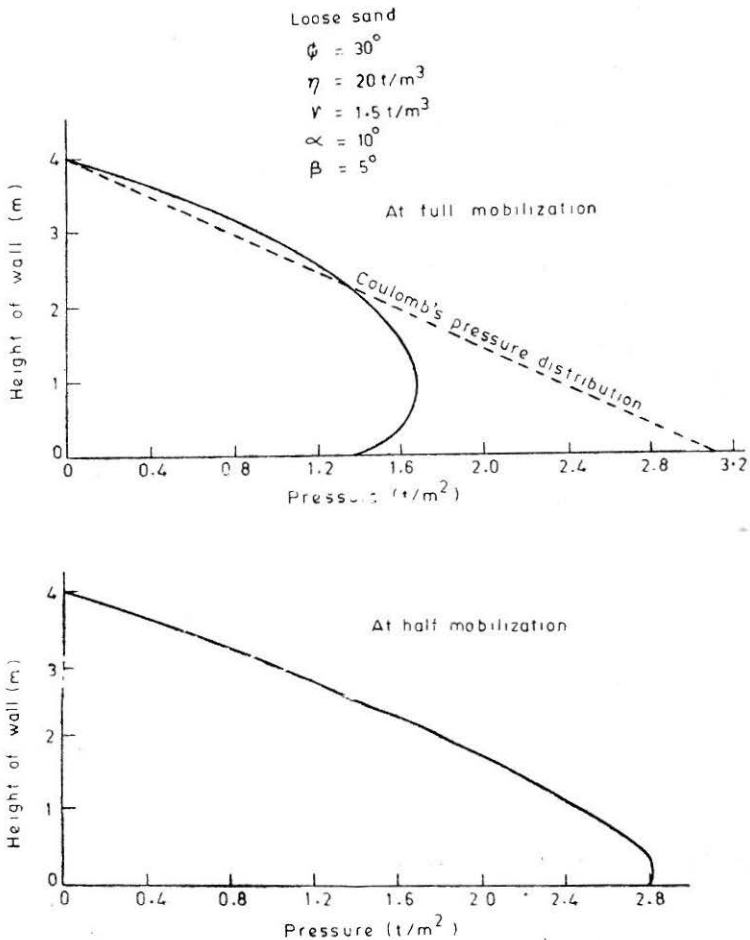 Loose sand
ϕ = 30°
η = 20 t/m³
γ = 1.5 t/m³
α = 10°
β = 5°
At full mobilization
Coulomb's pressure distribution
Height of wall (m)
4
3
2
1
0
0 0.4 0.8 1.2 1.6 2.0 2.4 2.8 3.2
(t/m²)
At half mobilization
Height of wall (m)
4
3
2
1
0
0 0.4 0.8 1.2 1.6 2.0 2.4 2.8
Pressure (t/m²)